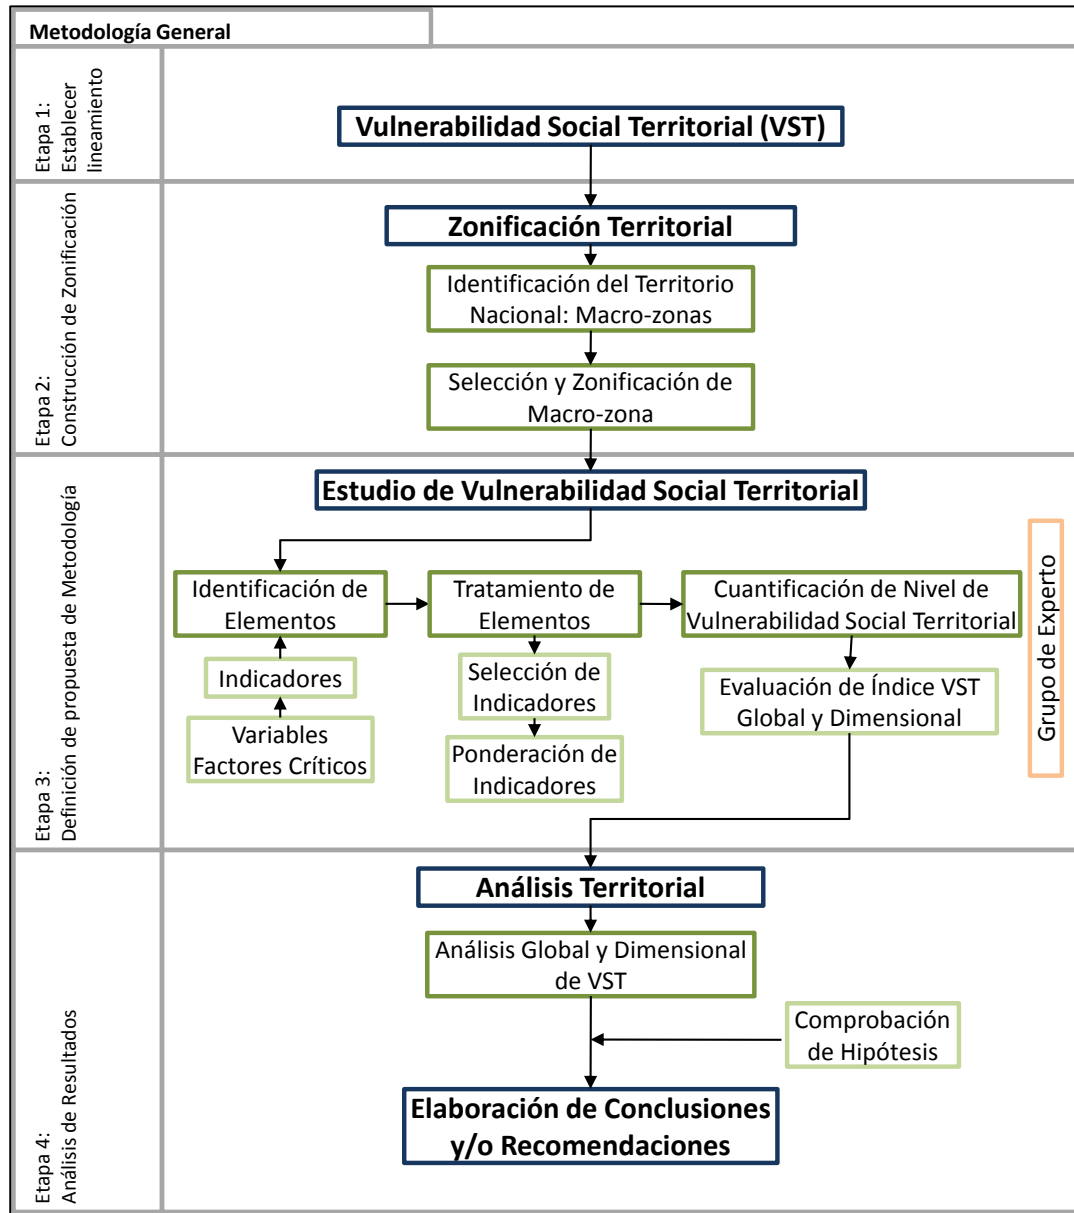 Metodología General
Etapa 1:
Establecer
lineamiento
Vulnerabilidad Social Territorial (VST)
Etapa 2:
Construcción de Zonificación
Zonificación Territorial
Identificación del Territorio
Nacional: Macro-zonas
Selección y Zonificación de
Macro-zona
Etapa 3:
Definición de propuesta de Metodología
Estudio de Vulnerabilidad Social Territorial
Identificación de
Elementos
Indicadores
Variables
Factores Críticos
Tratamiento de
Elementos
Selección de
Indicadores
Ponderación de
Indicadores
Cuantificación de Nivel de
Vulnerabilidad Social Territorial
Evaluación de Índice VST
Global y Dimensional
Grupo de Experto
Etapa 4:
Análisis de Resultados
Análisis Territorial
Análisis Global y Dimensional
de VST
Comprobación
de Hipótesis
Elaboración de Conclusiones
y/o Recomendaciones